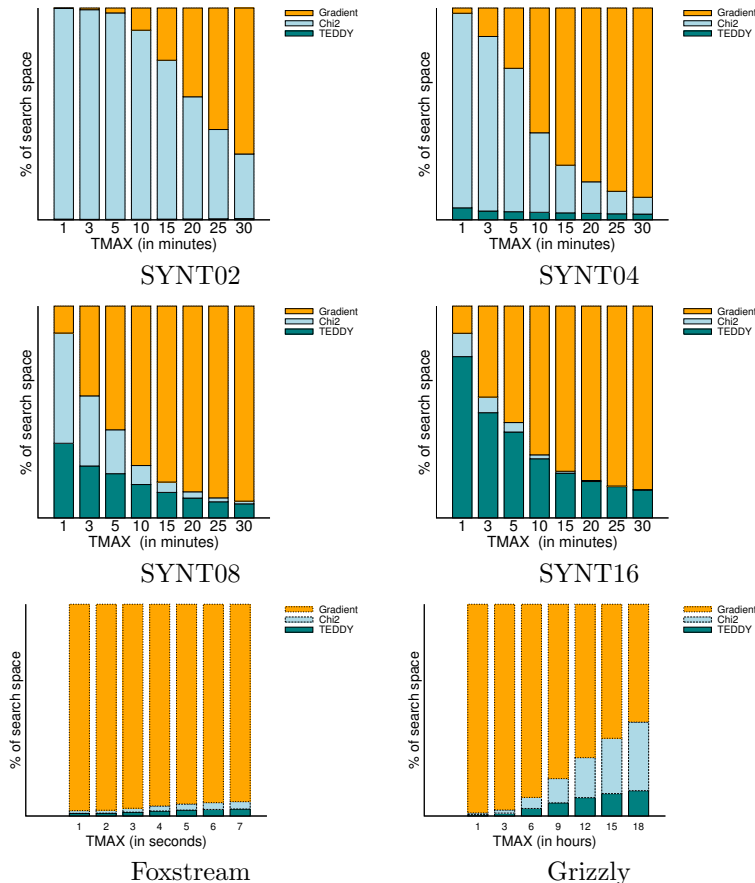 % of search space
Gradient
Chi2
TEDDY
1 3 5 10 15 20 25 30
TMAX (in minutes)
SYNT02
% of search space
Gradient
Chi2
TEDDY
1 3 5 10 15 20 25 30
TMAX (in minutes)
SYNT04
% of search space
Gradient
Chi2
TEDDY
1 3 5 10 15 20 25 30
TMAX (in minutes)
SYNT08
% of search space
Gradient
Chi2
TEDDY
1 3 5 10 15 20 25 30
TMAX (in minutes)
SYNT16
% of search space
Gradient
Chi2
TEDDY
1 2 3 4 5 6 7
TMAX (in seconds)
Foxstream
% of search space
Gradient
Chi2
TEDDY
1 3 6 9 12 15 18
TMAX (in hours)
Grizzly